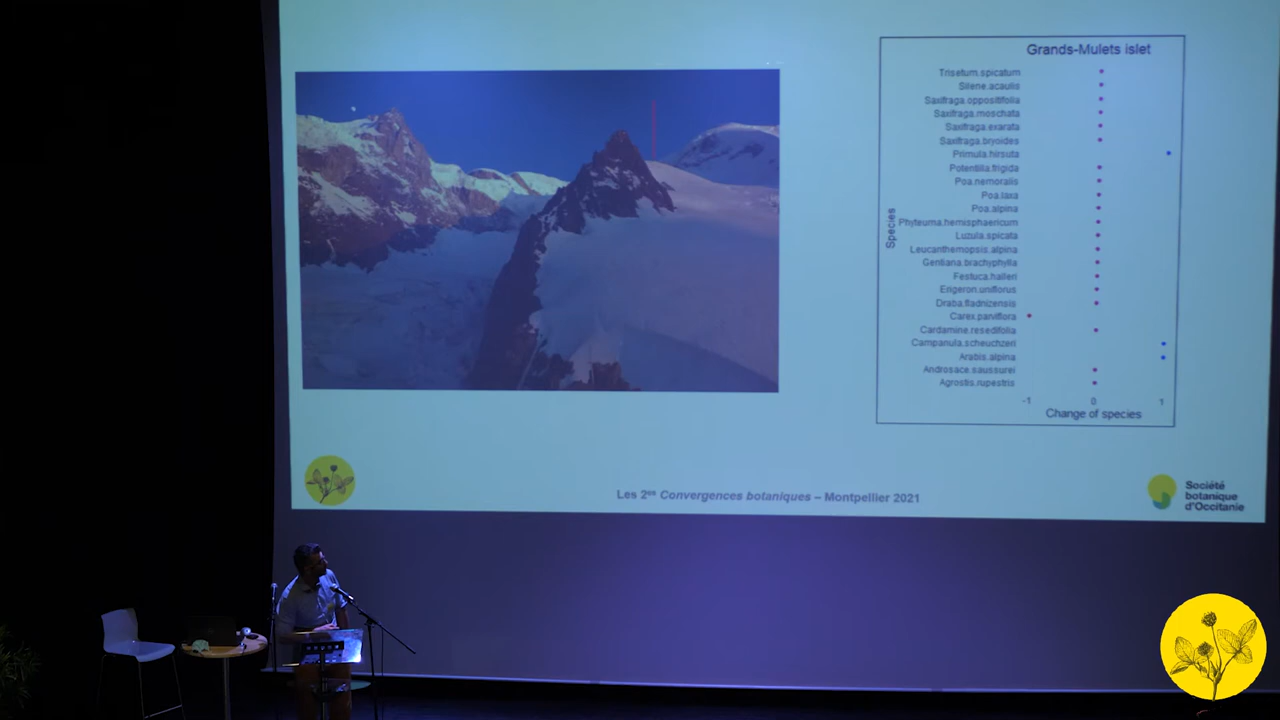 Grands-Mulets islet
Trisetum.spicatum
Silene.acaulis
Saxifraga.oppositifolia
Saxifraga.moschata
Saxifraga.exarata
Saxifraga.bryoides
Primula.hirsuta
Potentilla.frigida
Poa.nemoralis
Poa.laxa
Poa.alpina
Phyteuma.hemisphaericum
Luzula.spicata
Leucanthemopsis.alpina
Gentiana.brachyphylla
Festuca.halleri
Erigeron.uniflorus
Draba.fladnizensis
Carex.parviflora
Cardamine.resedifolia
Campanula.scheuchzeri
Arabis.alpina
Androsace.saussurei
Agrostis.rupestris
Species
-1 0 1
Change of species
Les 2es Convergences botaniques – Montpellier 2021
Société
botanique
d'Occitanie